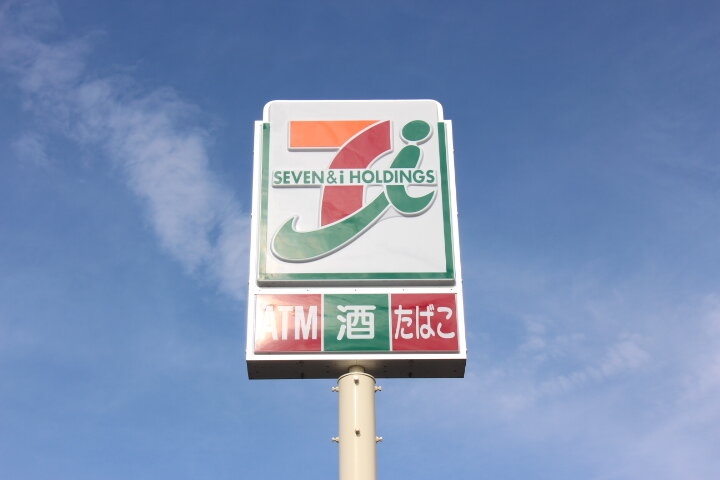 SEVEN & i HOLDINGS
ATM 酒 たばこ